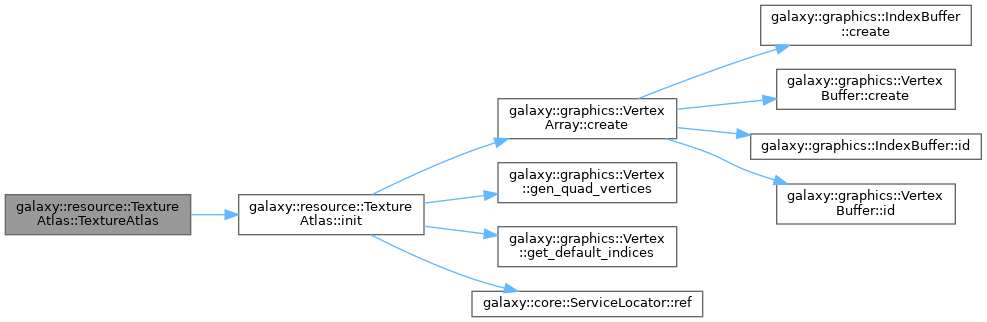 galaxy::resource::Texture
Atlas::TextureAtlas
galaxy::resource::Texture
Atlas::init
galaxy::graphics::Vertex
Array::create
galaxy::graphics::IndexBuffer
::create
galaxy::graphics::Vertex
Buffer::create
galaxy::graphics::IndexBuffer::id
galaxy::graphics::Vertex
Buffer::id
galaxy::graphics::Vertex
::gen_quad_vertices
galaxy::graphics::Vertex
::get_default_indices
galaxy::core::ServiceLocator::ref